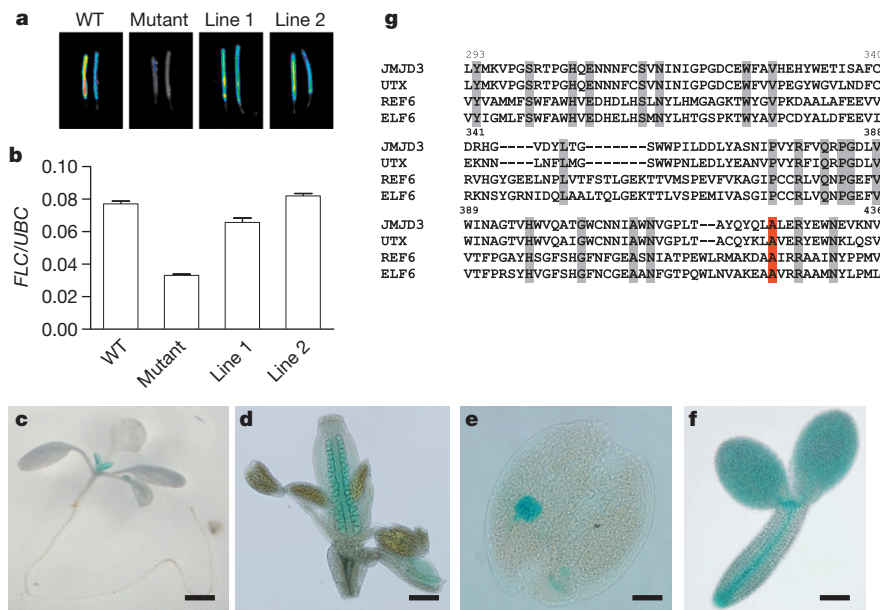 a
WT Mutant Line 1 Line 2
b
FLC/UBC
0.10
0.08
0.06
0.04
0.02
0.00
WT Mutant Line 1 Line 2
g
293 340
JMJD3 LYMKVPGSRTPGHQENNNFCSVNINIGPGDCEWFAVHEHYWETISAFC
UTX LYMKVPGSRTPGHQENNNFCSVNINIGPGDCEWFVVPEGYWGVLNDFC
REF6 VYVAMMFSWFAWHVEDHDLHSLNYLHMGAGKTWYGVPKDAALAFEEVV
ELF6 VYIGMLFSWFAWHVEDHELHSMNYLHTGSPKTWYAVPCDYALDFEEVI
341 388
JMJD3 DRHG----VDYLTG-------SWWPILDDLYASNIPVYRFVQRPGDLV
UTX EKNN----LNFLMG-------SWWPNLEDLYEANVPVYRFIQRPGDLV
REF6 RVHGYGEELNPLVTFSTLGEKTTVMSPEVFVKAGIPCCRLVQNPGEFV
ELF6 RKNSYGRNIDQLAALTQLGEKTTLVSPEMIVASGIPCCRLVQNPGEFV
389 436
JMJD3 WINAGTVHWVQATGWCNNIAWNVGPLT--AYQYQLALERYEWNEVKNV
UTX WINAGTVHWVQAIGWCNNIAWNVGPLT--ACQYKLAVERYEWNKLQSV
REF6 VTFPGAYHSGFSHGFNFGEASNIATPEWLRMAKDAAIRRAAINYPPMV
ELF6 VTFPRSYHVGFSHGFNCGEAANFGTPQWLNVAKEAAVRRAAMNYLPML
c d e f